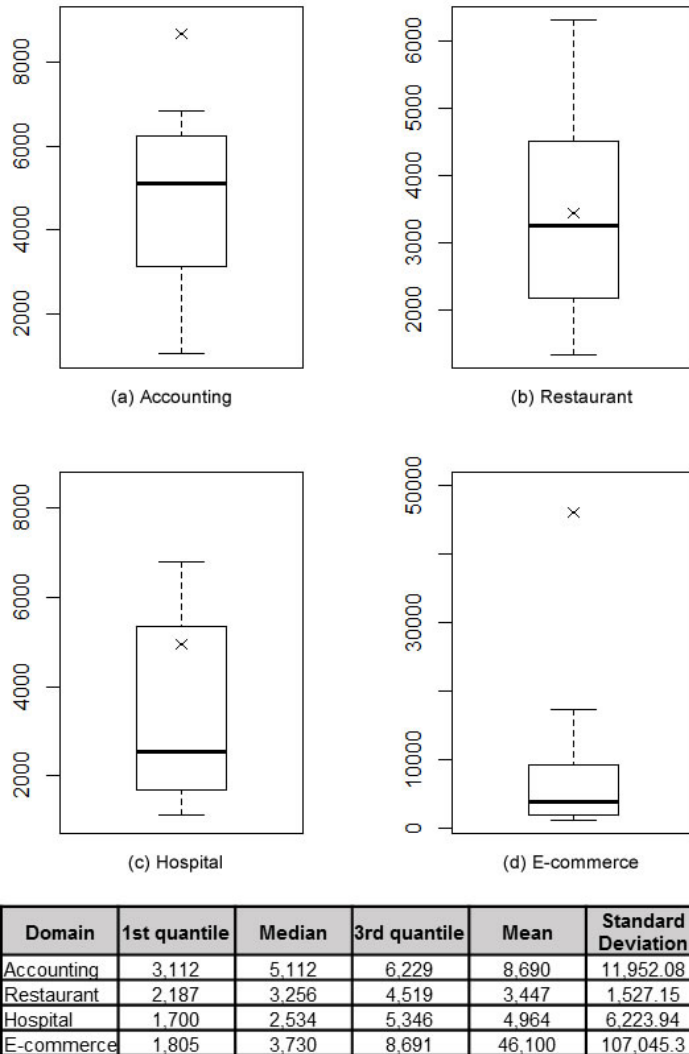 8000
6000
4000
2000
(a) Accounting
6000
5000
4000
3000
2000
(b) Restaurant
8000
6000
4000
2000
(c) Hospital
50000
30000
10000
0
(d) E-commerce
Domain 1st quantile Median 3rd quantile Mean Standard Deviation
Accounting 3,112 5,112 6,229 8,690 11,952.08
Restaurant 2,187 3,256 4,519 3,447 1,527.15
Hospital 1,700 2,534 5,346 4,964 6,223.94
E-commerce 1,805 3,730 8,691 46,100 107,045.3